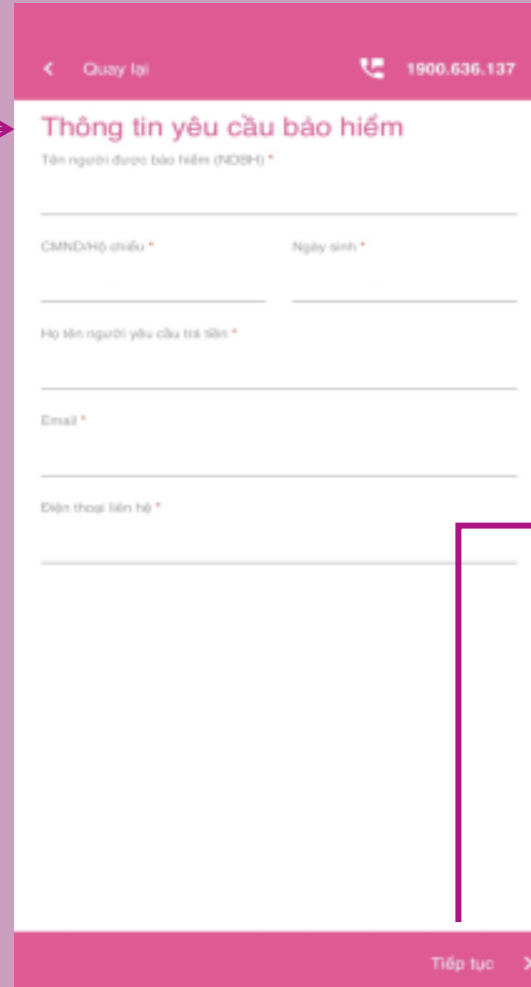 Quay lại 1900.636.137
Thông tin yêu cầu bảo hiểm
Tên người được bảo hiểm (NĐBH) *
CMND/Hộ chiếu * Ngày sinh *
Họ tên người yêu cầu trả tiền *
Email *
Điện thoại liên hệ *
Tiếp tục